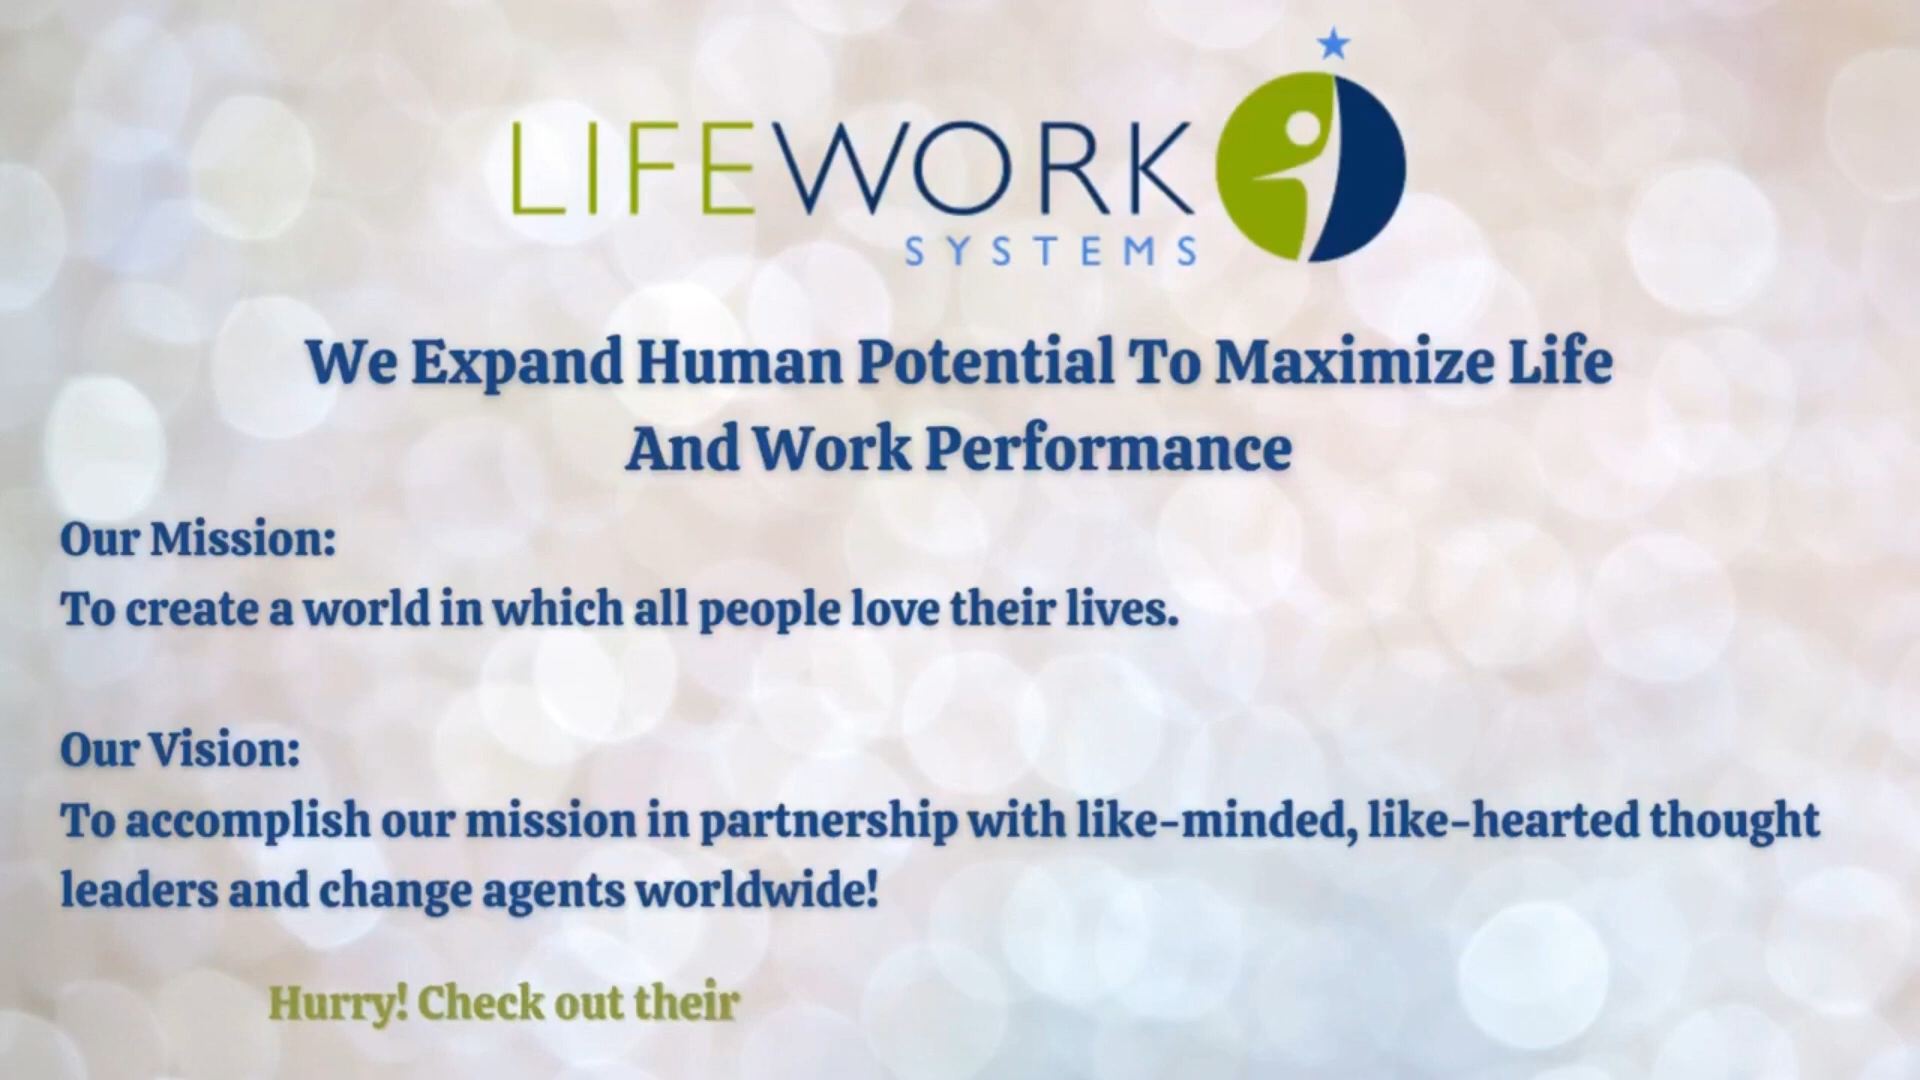 LIFEWORK
SYSTEMS
We Expand Human Potential To Maximize Life
And Work Performance
Our Mission:
To create a world in which all people love their lives.
Our Vision:
To accomplish our mission in partnership with like-minded, like-hearted thought
leaders and change agents worldwide!
Hurry! Check out their